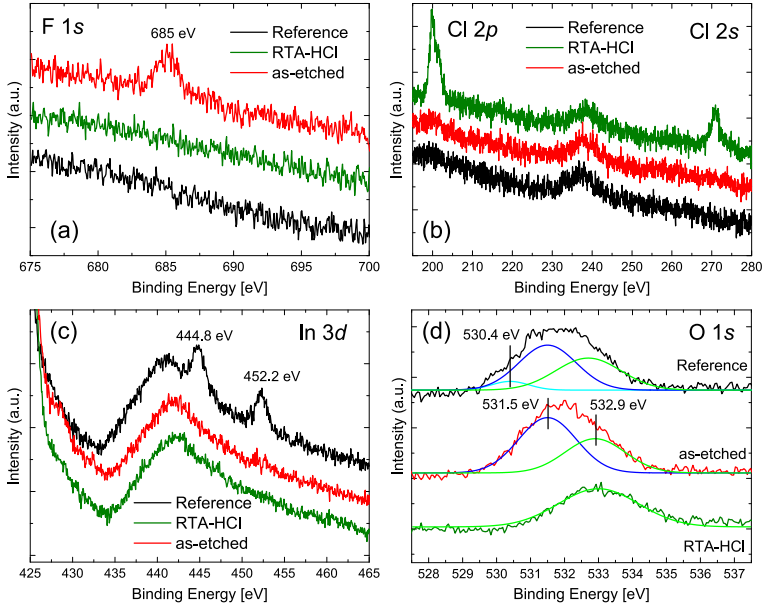 F 1s
685 eV
Reference
RTA-HCl
as-etched
Intensity (a.u.)
(a)
675 680 685 690 695 700
Binding Energy [eV]
Cl 2p
Cl 2s
Reference
RTA-HCl
as-etched
Intensity (a.u.)
(b)
200 210 220 230 240 250 260 270 280
Binding Energy [eV]
(c)
In 3d
444.8 eV
452.2 eV
Intensity (a.u.)
Reference
RTA-HCl
as-etched
425 430 435 440 445 450 455 460 465
Binding Energy [eV]
(d)
O 1s
530.4 eV
Reference
531.5 eV
532.9 eV
as-etched
RTA-HCl
Intensity (a.u.)
528 529 530 531 532 533 534 535 536 537
Binding Energy [eV]